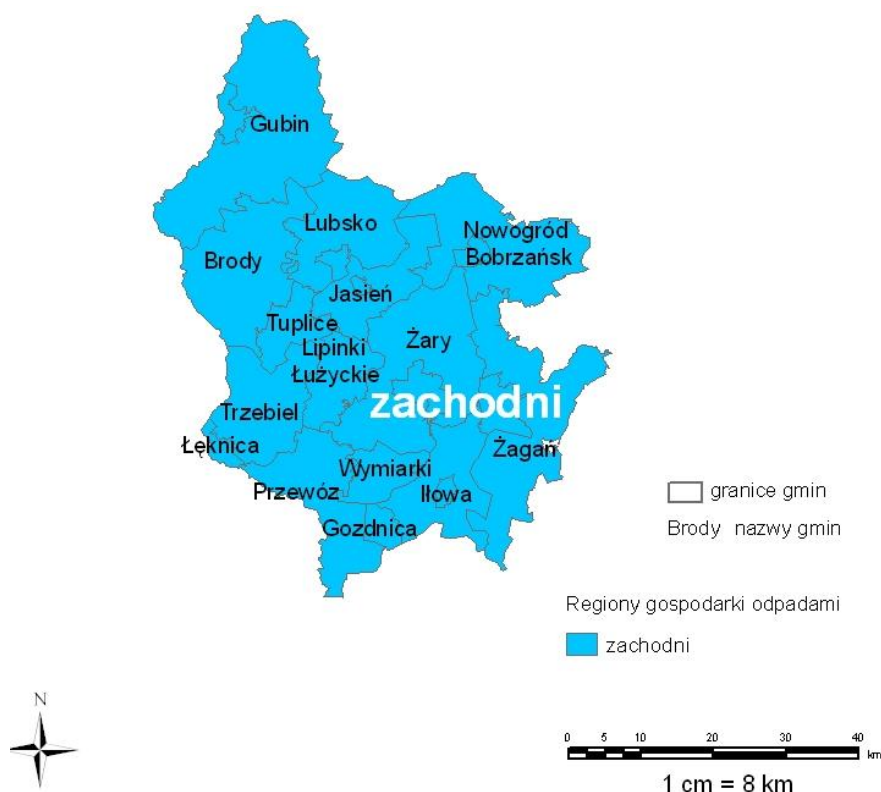 Gubin
Lubsko
Nowogród
Bobrzańsk
Brody
Jasień
Tuplice
Lipinki
Łużyckie
Żary
zachodni
Trzebiel
Łęknica
Żagań
Wymiarki
Przewóz
Iłowa
Gozdnica
granice gmin
Brody nazwy gmin
Regiony gospodarki odpadami
zachodni
N
0 5 10 20 30 40
km
1 cm = 8 km